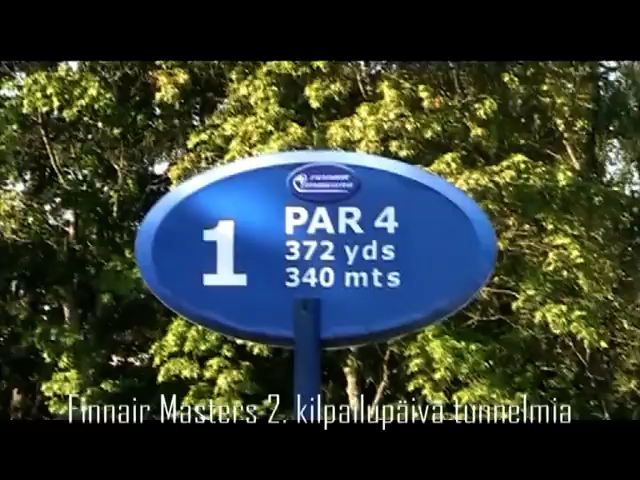 1
PAR 4
372 yds
340 mts
Finnair Masters 2. kilpailupäivä tunnelmia